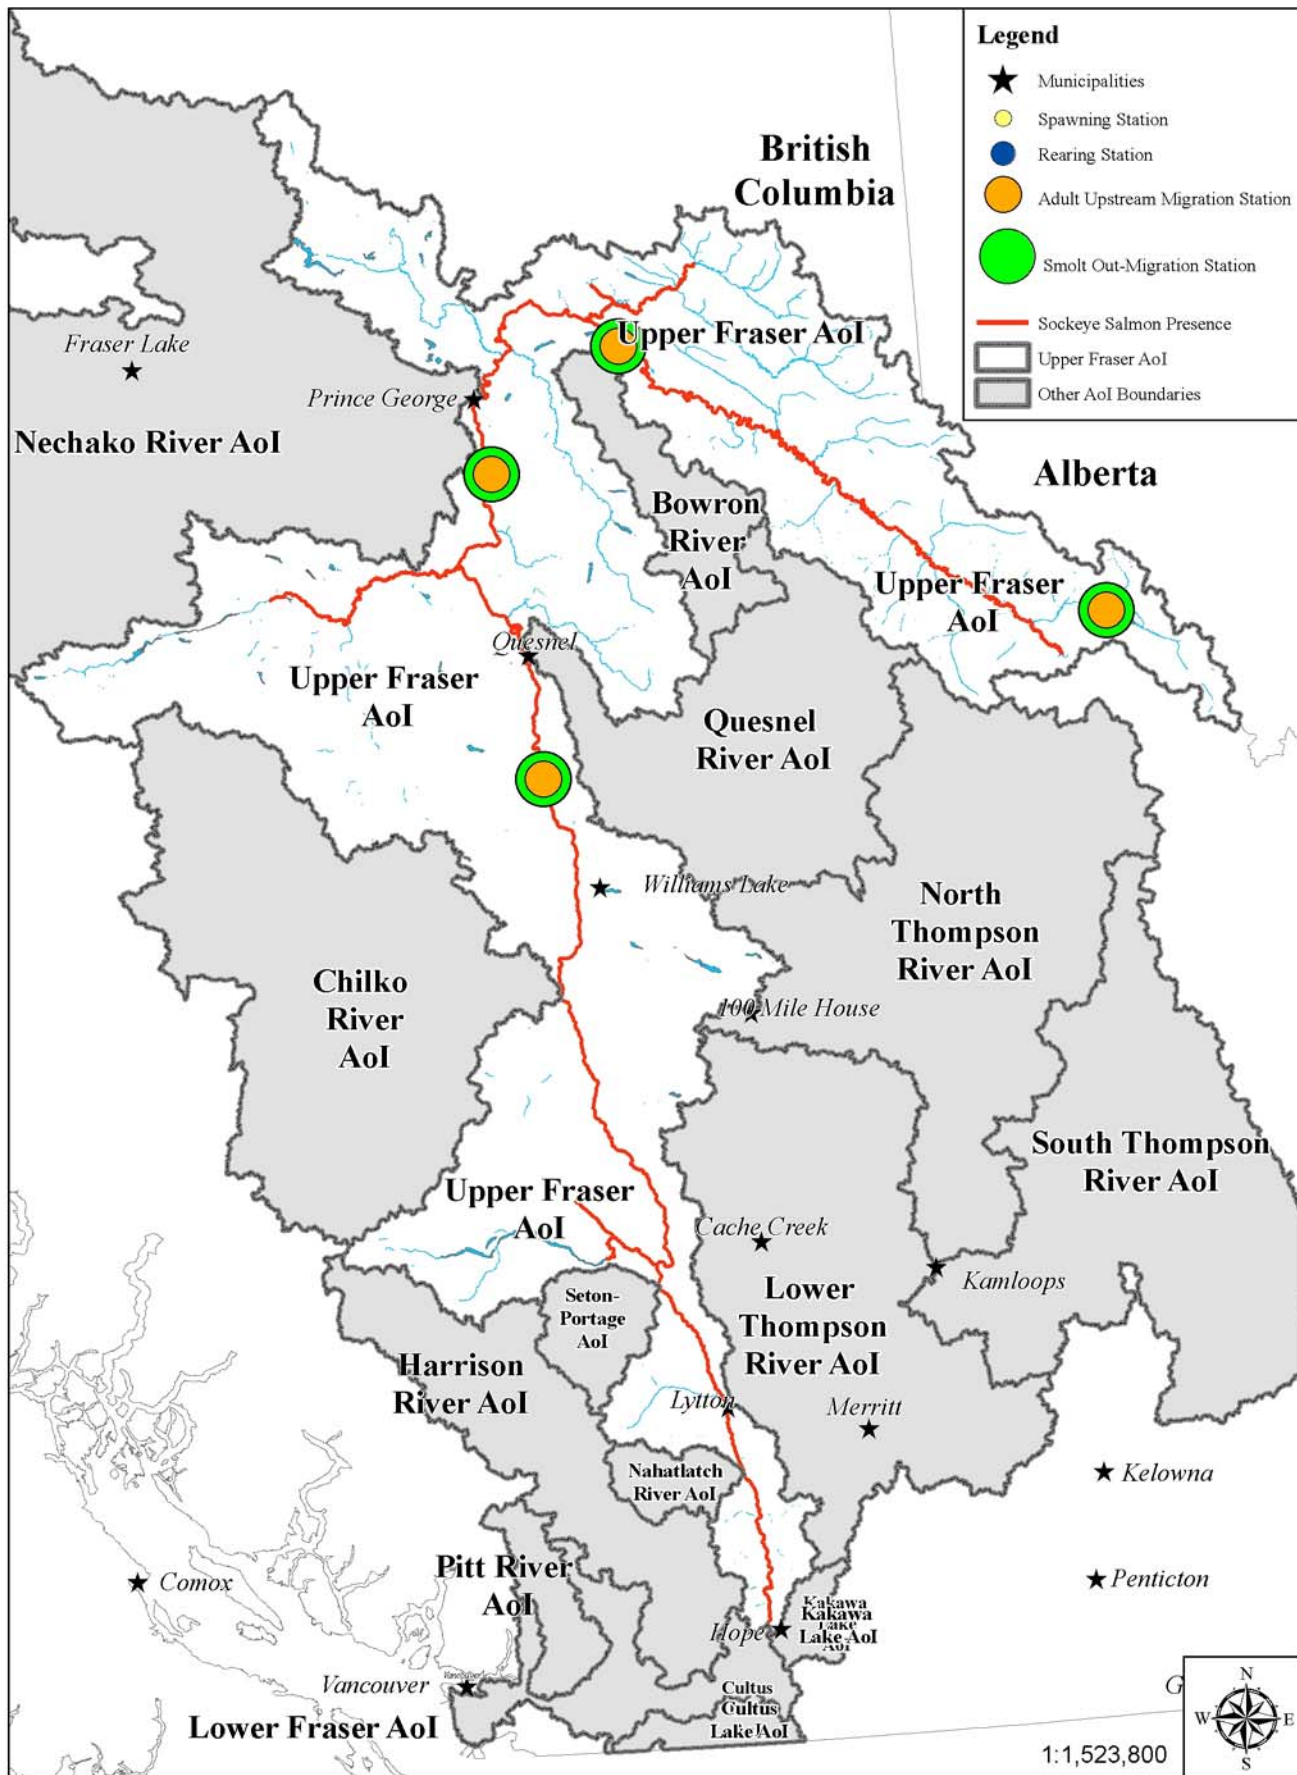 Legend
Municipalities
Spawning Station
Rearing Station
Adult Upstream Migration Station
Smolt Out-Migration Station
Sockeye Salmon Presence
Upper Fraser AoI
Other AoI Boundaries
British
Columbia
Upper Fraser AoI
Fraser Lake
Prince George
Nechako River AoI
Alberta
Bowron
River
AoI
Upper Fraser
AoI
Quesnel
Upper Fraser
AoI
Quesnel
River AoI
Williams Lake
North
Thompson
River AoI
Chilko
River
AoI
100 Mile House
South Thompson
River AoI
Upper Fraser
AoI
Cache Creek
Kamloops
Seton-
Portage
AoI
Lower
Thompson
River AoI
Harrison
River AoI
Lytton
Merritt
Nahatlatch
River AoI
Kelowna
Pitt River
AoI
Comox
Penticton
Kakawa
Kakawa
Lake
Lake AoI
AoI
Hope
Vancouver
Cultus
Cultus
Lake AoI
Lower Fraser AoI
G
N
W
E
S
1:1,523,800